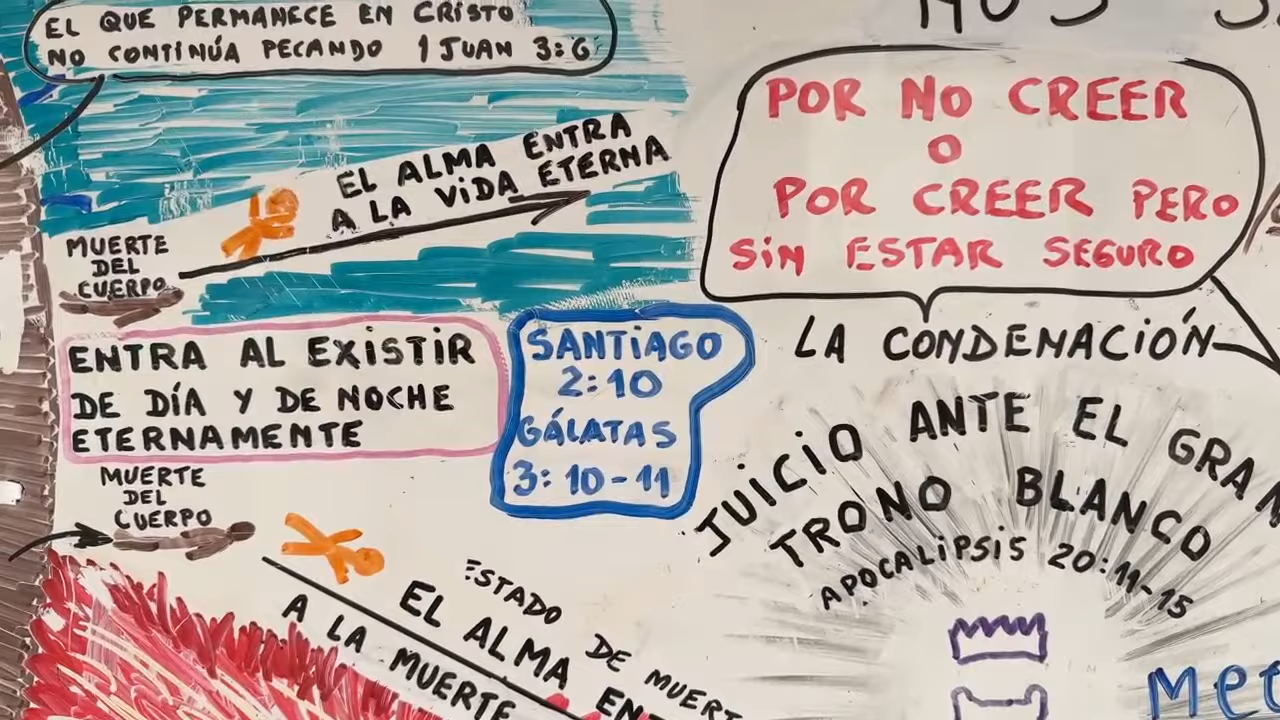 EL QUE PERMANECE EN CRiSTO
NO CONTiNÚA PECANDO 1 JUAN 3:6
EL ALMA ENTRA
A LA ViDA ETERNA
MUERTE
DEL
CUERPO
ENTRA AL EXiSTiR
DE DÍA Y DE NOCHE
ETERNAMENTE
SANTiAGO
2:10
GÁLATAS
3:10-11
MUERTE
DEL
CUERPO
ESTADO DE
EL ALMA
A LA MUERTE
POR NO CREER
O
POR CREER PERO
SiN ESTAR SEGURO
LA CONDENACIÓN
JUiCiO ANTE EL
TRONO BLANCO
APOCALiPSiS 20:11-15